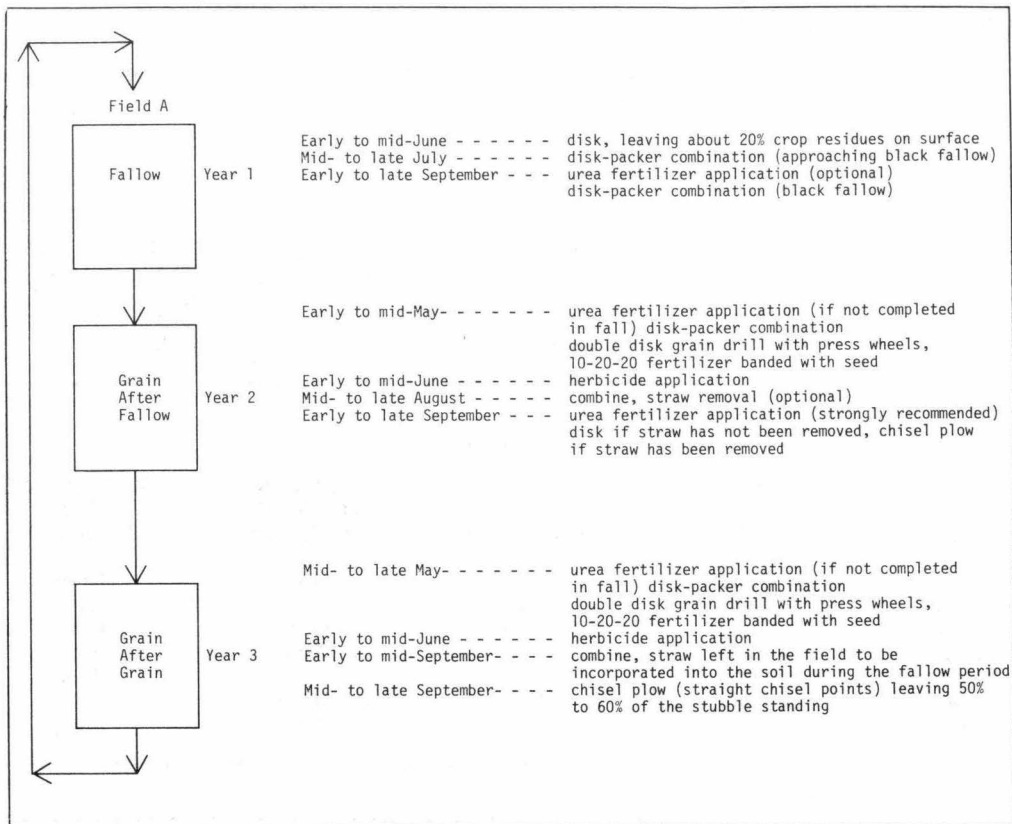 Field A
Fallow
Year 1
Early to mid-June - - - - - - disk, leaving about 20% crop residues on surface
Mid- to late July - - - - - - disk-packer combination (approaching black fallow)
Early to late September - - - urea fertilizer application (optional)
disk-packer combination (black fallow)
Grain
After
Fallow
Year 2
Early to mid-May- - - - - - - urea fertilizer application (if not completed
in fall) disk-packer combination
double disk grain drill with press wheels,
10-20-20 fertilizer banded with seed
Early to mid-June - - - - - - herbicide application
Mid- to late August - - - - - combine, straw removal (optional)
Early to late September - - - urea fertilizer application (strongly recommended)
disk if straw has not been removed, chisel plow
if straw has been removed
Grain
After
Grain
Year 3
Mid- to late May- - - - - - - urea fertilizer application (if not completed
in fall) disk-packer combination
double disk grain drill with press wheels,
10-20-20 fertilizer banded with seed
Early to mid-June - - - - - - herbicide application
Early to mid-September- - - - combine, straw left in the field to be
incorporated into the soil during the fallow period
Mid- to late September- - - - chisel plow (straight chisel points) leaving 50%
to 60% of the stubble standing